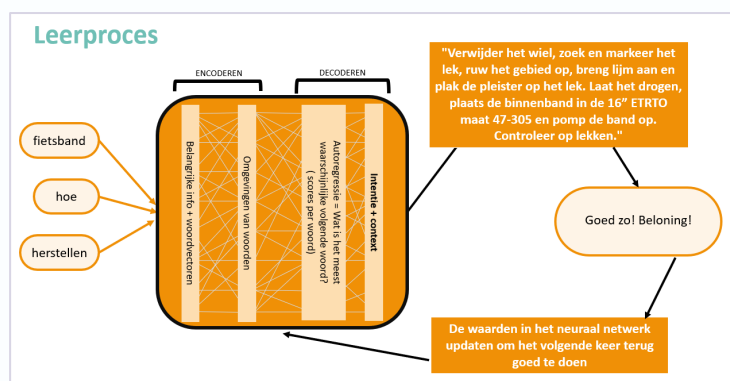 Leerproces
ENCODEREN
DECODEREN
fietsband
hoe
herstellen
Belangrijke info + woordvectoren
Omgevingen van woorden
Autoregressie = Wat is het meest
waarschijnlijke volgende woord?
( scores per woord)
Intentie + context
"Verwijder het wiel, zoek en markeer het
lek, ruw het gebied op, breng lijm aan en
plak de pleister op het lek. Laat het drogen,
plaats de binnenband in de 16” ETRTO
maat 47-305 en pomp de band op.
Controleer op lekken."
Goed zo! Beloning!
De waarden in het neuraal netwerk
updaten om het volgende keer terug
goed te doen